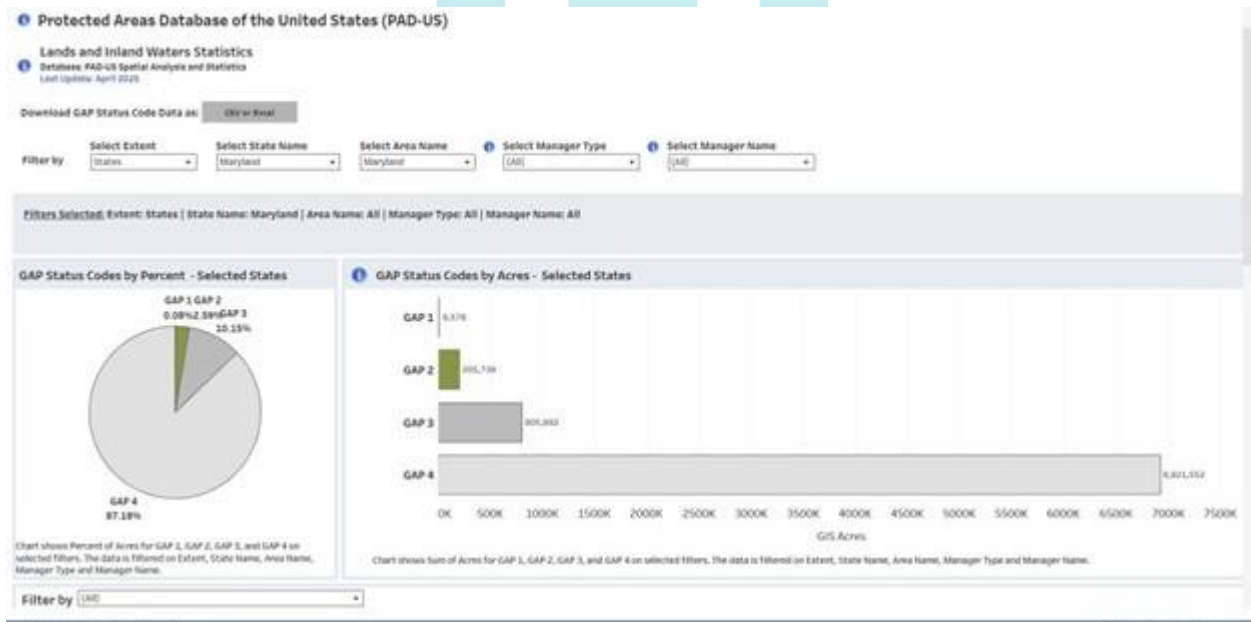 Protected Areas Database of the United States (PAD-US)
Lands and Inland Waters Statistics
Database: PAD-US Spatial Analysis and Statistics
Last Update: April 2025
Download GAP Status Code Data as: CSV or Excel
Select Extent Select State Name Select Area Name Select Manager Type Select Manager Name
Filter by States Maryland Maryland (All) (All)
Filters Selected: Extent: States | State Name: Maryland | Area Name: All | Manager Type: All | Manager Name: All
GAP Status Codes by Percent - Selected States
GAP 1 GAP 2
0.08% 2.59% GAP 3
10.15%
GAP 4
87.18%
Chart shows Percent of Acres for GAP 1, GAP 2, GAP 3, and GAP 4 on
selected filters. The data is filtered on Extent, State Name, Area Name,
Manager Type and Manager Name.
GAP Status Codes by Acres - Selected States
GAP 1
GAP 2
GAP 3
GAP 4
0K 500K 1000K 1500K 2000K 2500K 3000K 3500K 4000K 4500K 5000K 5500K 6000K 6500K 7000K 7500K
GIS Acres
Chart shows Sum of Acres for GAP 1, GAP 2, GAP 3, and GAP 4 on selected filters. The data is filtered on Extent, State Name, Area Name, Manager Type and Manager Name.
Filter by (All)